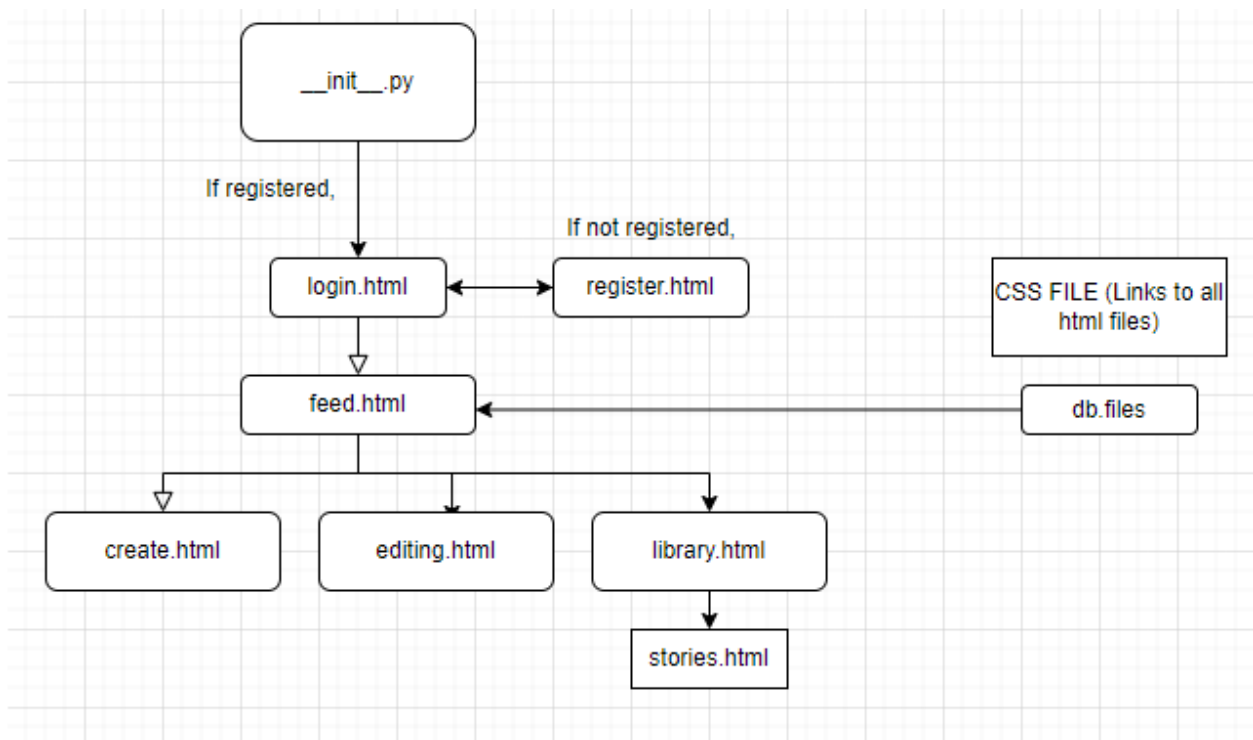 __init__.py
If registered,
If not registered,
login.html
register.html
CSS FILE (Links to all
html files)
feed.html
db.files
create.html
editing.html
library.html
stories.html